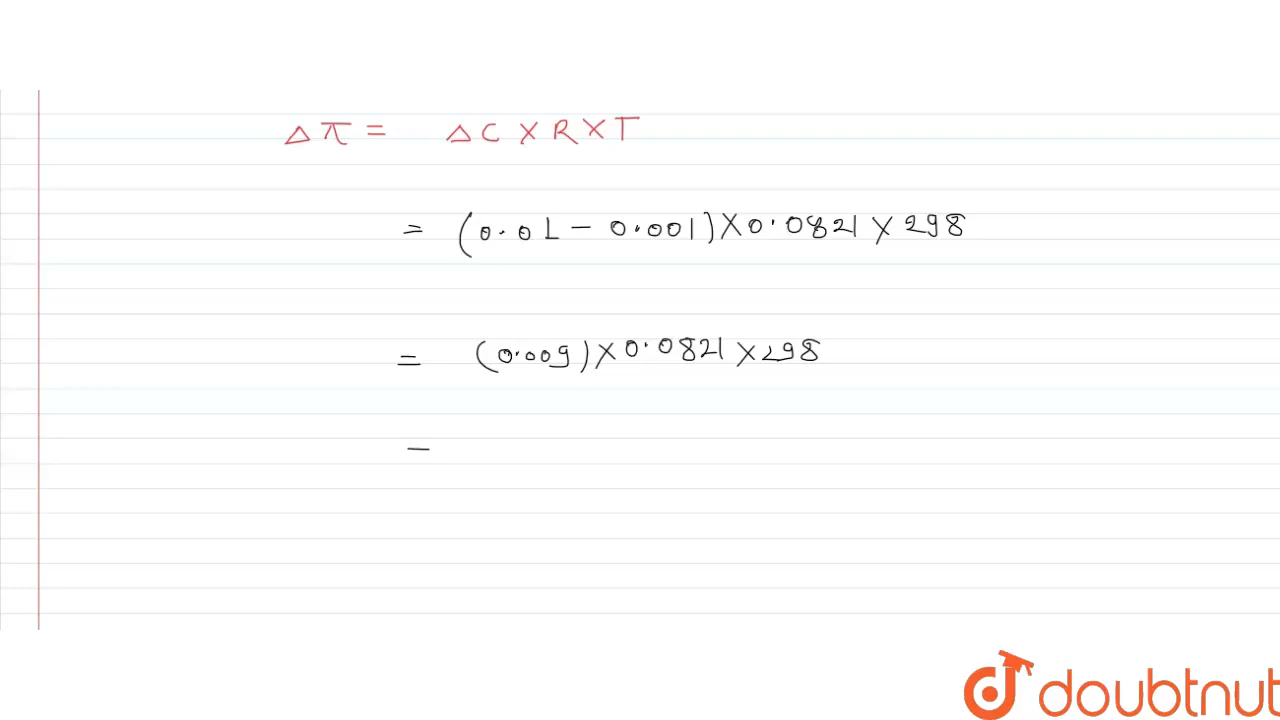 Δπ = ΔC × R × T
= (0.01 - 0.001) × 0.0821 × 298
= (0.009) × 0.0821 × 298
=
doubtnut